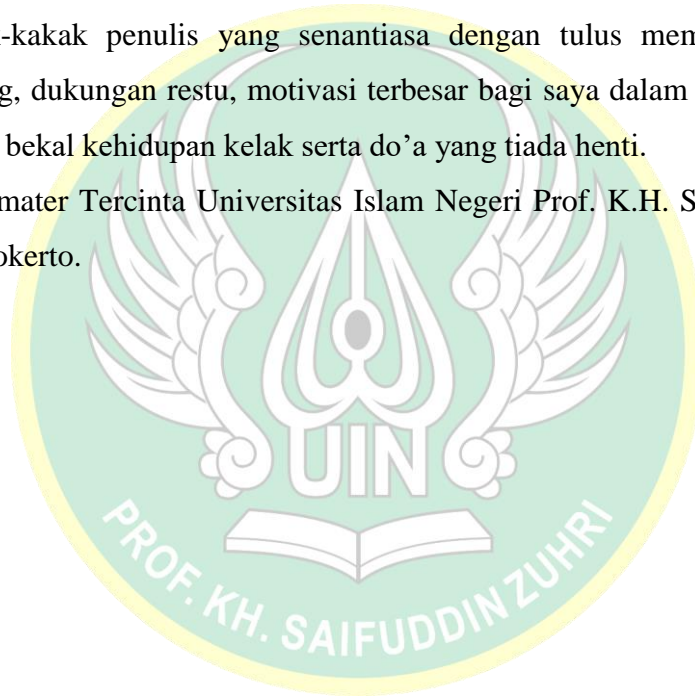 -kakak penulis yang senantiasa dengan tulus mem
g, dukungan restu, motivasi terbesar bagi saya dalam
bekal kehidupan kelak serta do’a yang tiada henti.
mater Tercinta Universitas Islam Negeri Prof. K.H. S
okerto.
UIN
PROF. KH. SAIFUDDIN ZUHRI